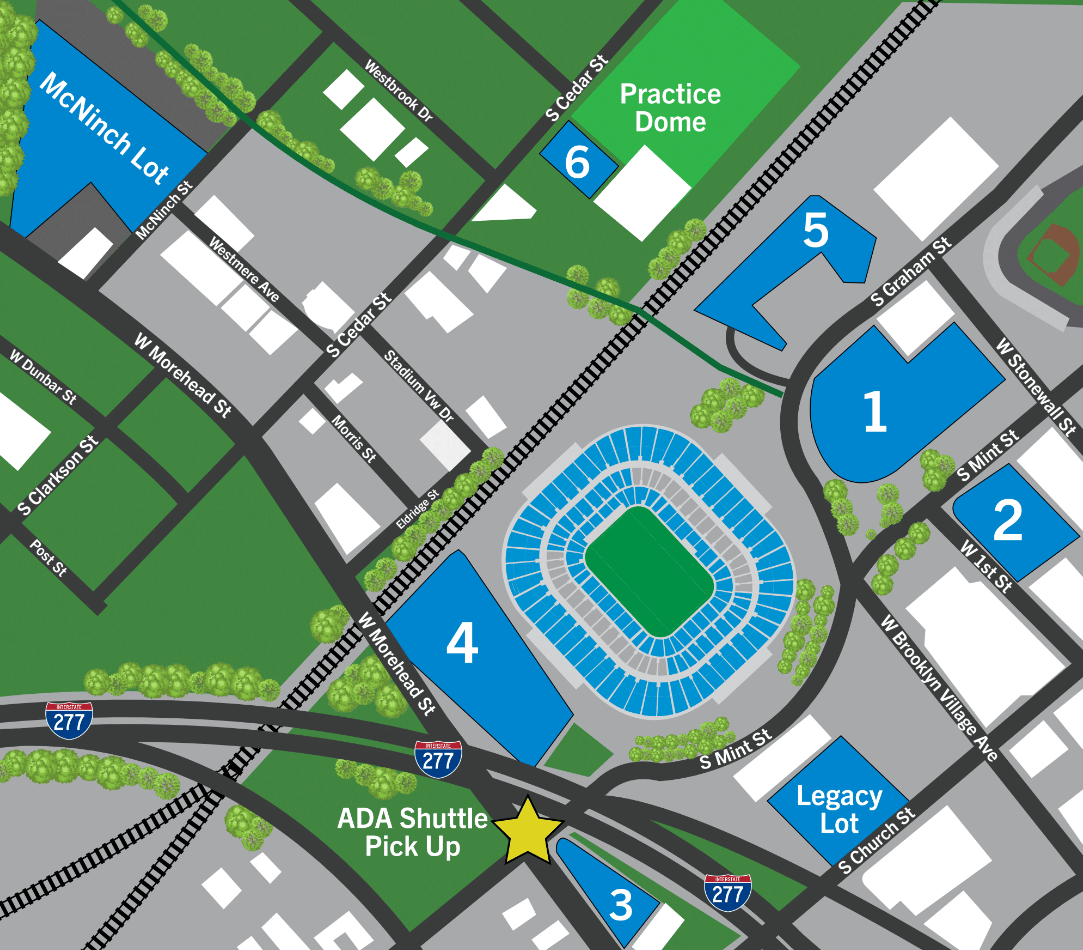 McNinch Lot
Westbrook Dr
S Cedar St
Practice
Dome
6
McNinch St
5
Westmere Ave
S Graham St
S Cedar St
W Morehead St
W Stonewall St
W Dunbar St
Stadium Vw Dr
1
Morris St
S Mint St
S Clarkson St
Eldridge St
2
W 1st St
Post St
4
W Morehead St
W Brooklyn Village Ave
INTERSTATE
277
INTERSTATE
277
S Mint St
Legacy
Lot
ADA Shuttle
Pick Up
S Church St
INTERSTATE
277
3